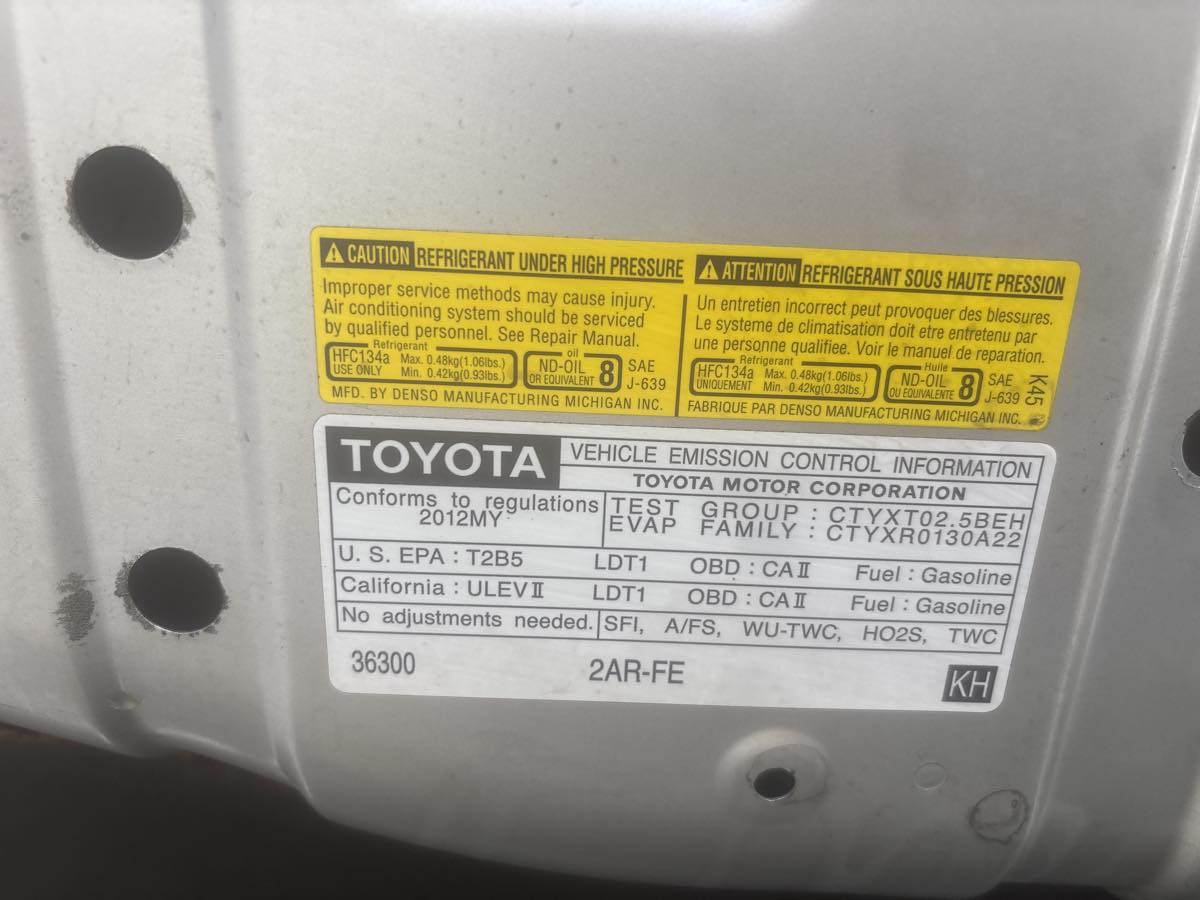 ⚠ CAUTION REFRIGERANT UNDER HIGH PRESSURE
Improper service methods may cause injury.
Air conditioning system should be serviced
by qualified personnel. See Repair Manual.
Refrigerant
HFC134a Max. 0.48kg(1.06lbs.)
USE ONLY Min. 0.42kg(0.93lbs.)
oil
ND-OIL 8
OR EQUIVALENT
SAE
J-639
MFD. BY DENSO MANUFACTURING MICHIGAN INC.
⚠ ATTENTION REFRIGERANT SOUS HAUTE PRESSION
Un entretien incorrect peut provoquer des blessures.
Le systeme de climatisation doit etre entretenu par
une personne qualifiee. Voir le manuel de reparation.
Refrigerant
HFC134a Max. 0.48kg(1.06lbs.)
UNIQUEMENT Min. 0.42kg(0.93lbs.)
Huile
ND-OIL 8
OU EQUIVALENTE
SAE
J-639
K45
FABRIQUE PAR DENSO MANUFACTURING MICHIGAN INC.
TOYOTA
VEHICLE EMISSION CONTROL INFORMATION
TOYOTA MOTOR CORPORATION
Conforms to regulations
2012MY
TEST GROUP : CTYXT02.5BEH
EVAP FAMILY : CTYXR0130A22
U. S. EPA : T2B5 LDT1 OBD : CAⅡ Fuel : Gasoline
California : ULEVⅡ LDT1 OBD : CAⅡ Fuel : Gasoline
No adjustments needed. SFI, A/FS, WU-TWC, HO2S, TWC
36300 2AR-FE KH